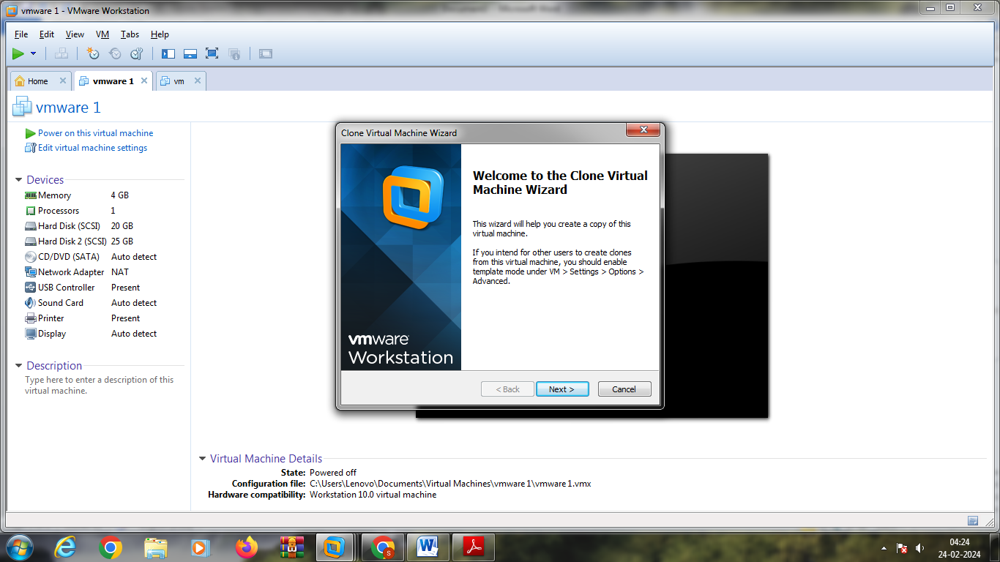 vmware 1 - VMware Workstation
File Edit View VM Tabs Help
Home vmware 1 vm
vmware 1
Power on this virtual machine
Edit virtual machine settings
Devices
Memory 4 GB
Processors 1
Hard Disk (SCSI) 20 GB
Hard Disk 2 (SCSI) 25 GB
CD/DVD (SATA) Auto detect
Network Adapter NAT
USB Controller Present
Sound Card Auto detect
Printer Present
Display Auto detect
Description
Type here to enter a description of this
virtual machine.
Clone Virtual Machine Wizard
Welcome to the Clone Virtual
Machine Wizard
This wizard will help you create a copy of this
virtual machine.
If you intend for other users to create clones
from this virtual machine, you should enable
template mode under VM > Settings > Options >
Advanced.
vmware
Workstation
< Back Next > Cancel
Virtual Machine Details
State: Powered off
Configuration file: C:\Users\Lenovo\Documents\Virtual Machines\vmware 1\vmware 1.vmx
Hardware compatibility: Workstation 10.0 virtual machine
S
W
04:24
24-02-2024